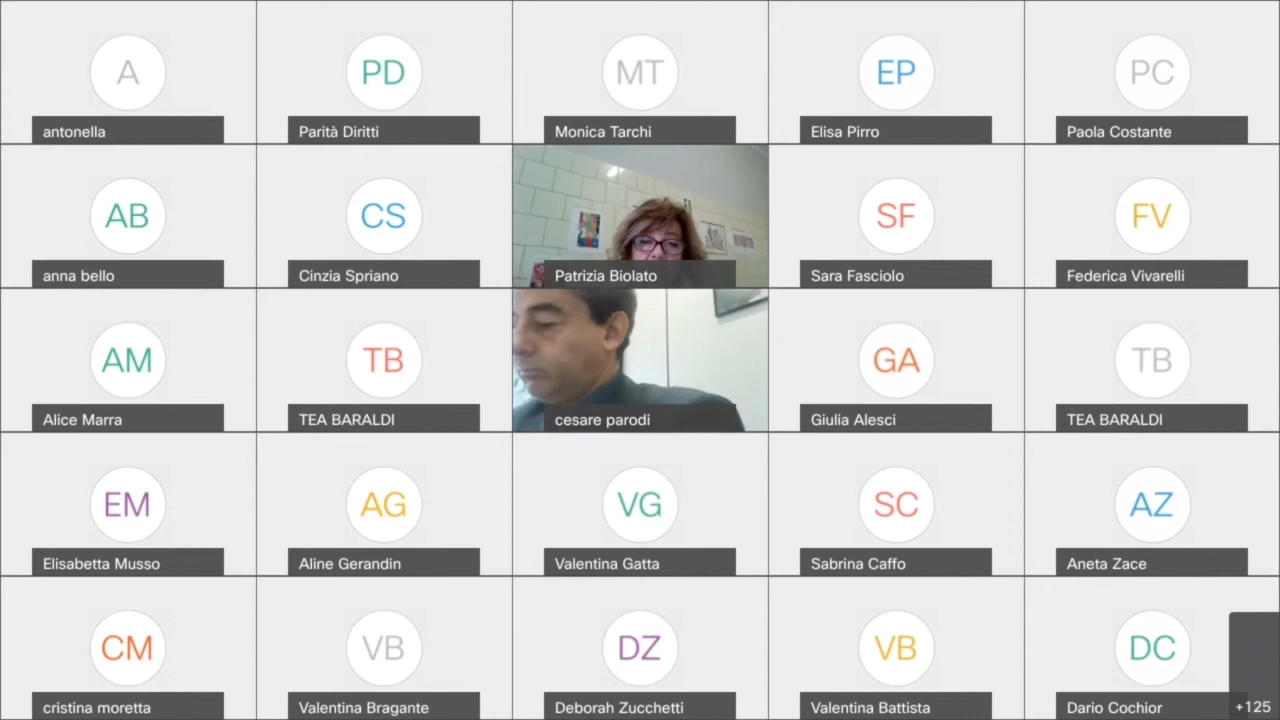 A
PD
MT
EP
PC
antonella
Parità Diritti
Monica Tarchi
Elisa Pirro
Paola Costante
AB
CS
SF
FV
anna bello
Cinzia Spriano
Patrizia Biolato
Sara Fasciolo
Federica Vivarelli
AM
TB
GA
TB
Alice Marra
TEA BARALDI
cesare parodi
Giulia Alesci
TEA BARALDI
EM
AG
VG
SC
AZ
Elisabetta Musso
Aline Gerandin
Valentina Gatta
Sabrina Caffo
Aneta Zace
CM
VB
DZ
VB
DC
cristina moretta
Valentina Bragante
Deborah Zucchetti
Valentina Battista
Dario Cochior
+125